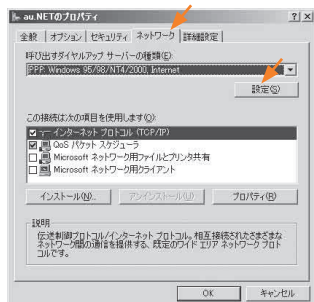 au.NETのプロパティ
全般 オプション セキュリティ ネットワーク 詳細設定
呼び出すダイヤルアップ サーバーの種類(E):
PPP: Windows 95/98/NT4/2000, Internet
設定(S)
この接続は次の項目を使用します(O):
インターネット プロトコル (TCP/IP)
QoS パケット スケジューラ
Microsoft ネットワーク用ファイルとプリンタ共有
Microsoft ネットワーク用クライアント
インストール(N)... アンインストール(U) プロパティ(R)
説明
伝送制御プロトコル/インターネット プロトコル。相互接続されたさまざまな
ネットワーク間の通信を提供する、既定のワイド エリア ネットワーク プロト
コルです。
OK キャンセル